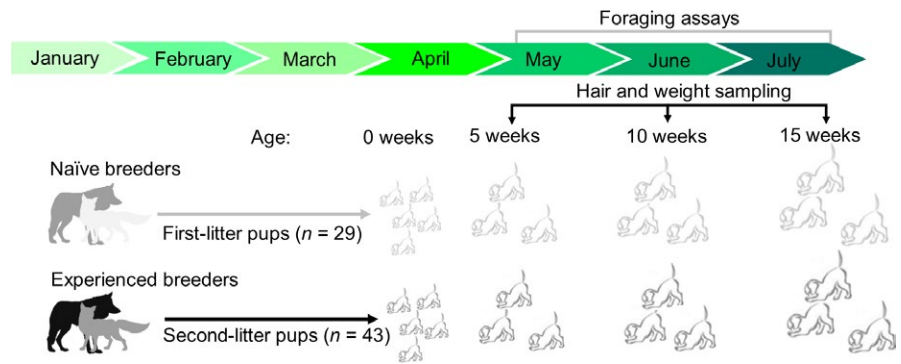 Foraging assays
January February March April May June July
Hair and weight sampling
Age: 0 weeks 5 weeks 10 weeks 15 weeks
Naïve breeders
First-litter pups (n = 29)
Experienced breeders
Second-litter pups (n = 43)